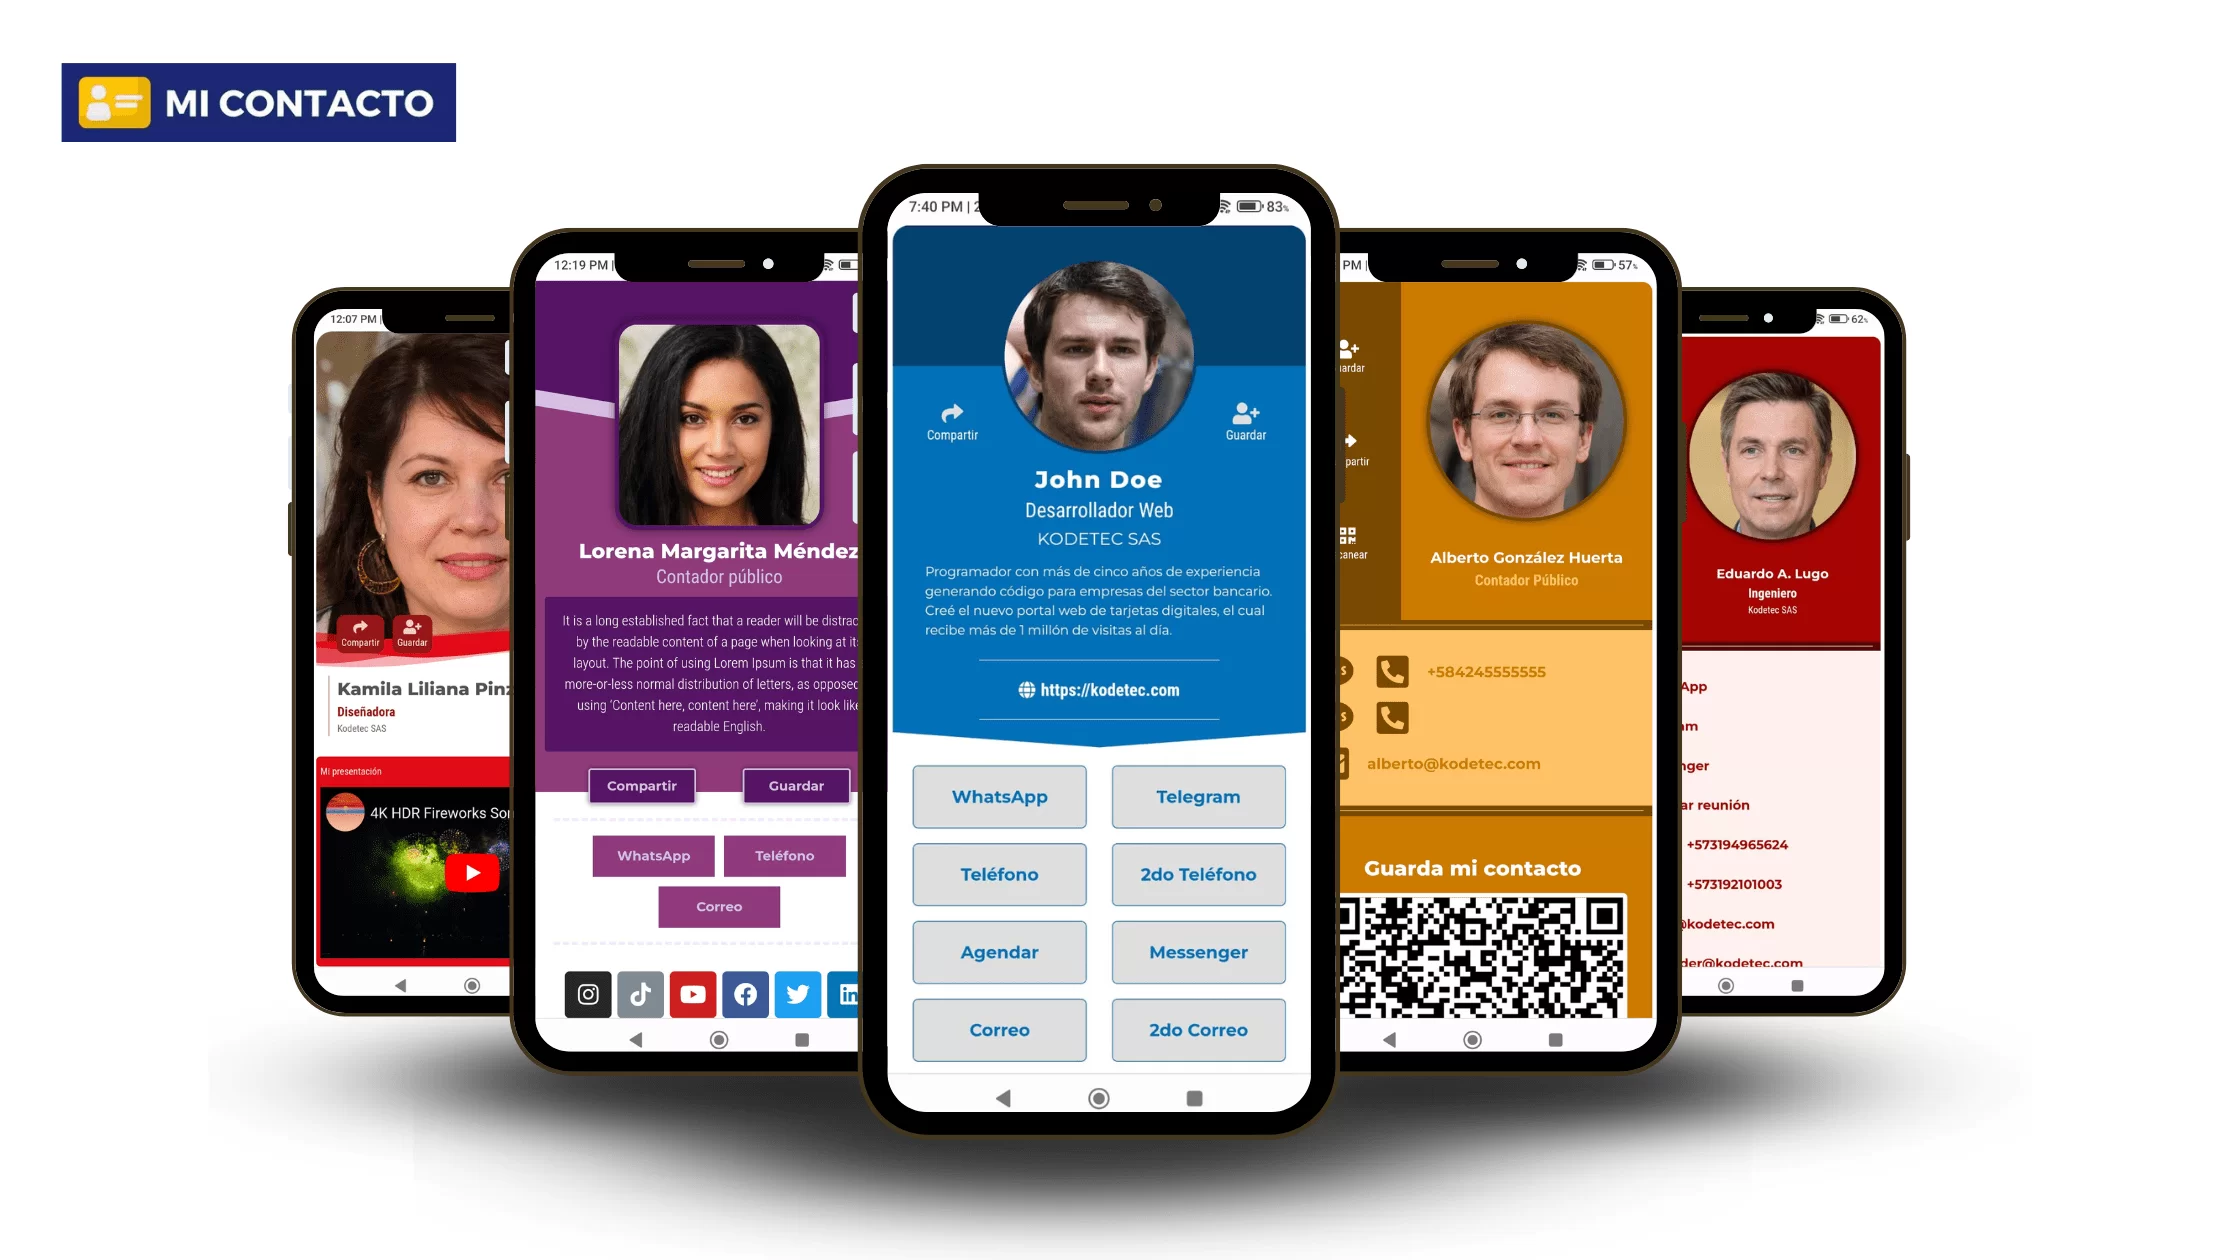 MI CONTACTO
12:07 PM |
Compartir
Guardar
Kamila Liliana Pinz
Diseñadora
Kodetec SAS
Mi presentación
4K HDR Fireworks Son
12:19 PM |
Lorena Margarita Méndez
Contador público
It is a long established fact that a reader will be distrac
by the readable content of a page when looking at its
layout. The point of using Lorem Ipsum is that it has
more-or-less normal distribution of letters, as opposed
using ‘Content here, content here’, making it look like
readable English.
Compartir
Guardar
WhatsApp
Teléfono
Correo
7:40 PM | 2
83%
Compartir
Guardar
John Doe
Desarrollador Web
KODETEC SAS
Programador con más de cinco años de experiencia
generando código para empresas del sector bancario.
Creé el nuevo portal web de tarjetas digitales, el cual
recibe más de 1 millón de visitas al día.
https://kodetec.com
WhatsApp
Telegram
Teléfono
2do Teléfono
Agendar
Messenger
Correo
2do Correo
PM |
57%
ardar
partir
canear
Alberto González Huerta
Contador Público
+584245555555
alberto@kodetec.com
Guarda mi contacto
62%
Eduardo A. Lugo
Ingeniero
Kodetec SAS
App
am
nger
ar reunión
+573194965624
+573192101003
@kodetec.com
der@kodetec.com